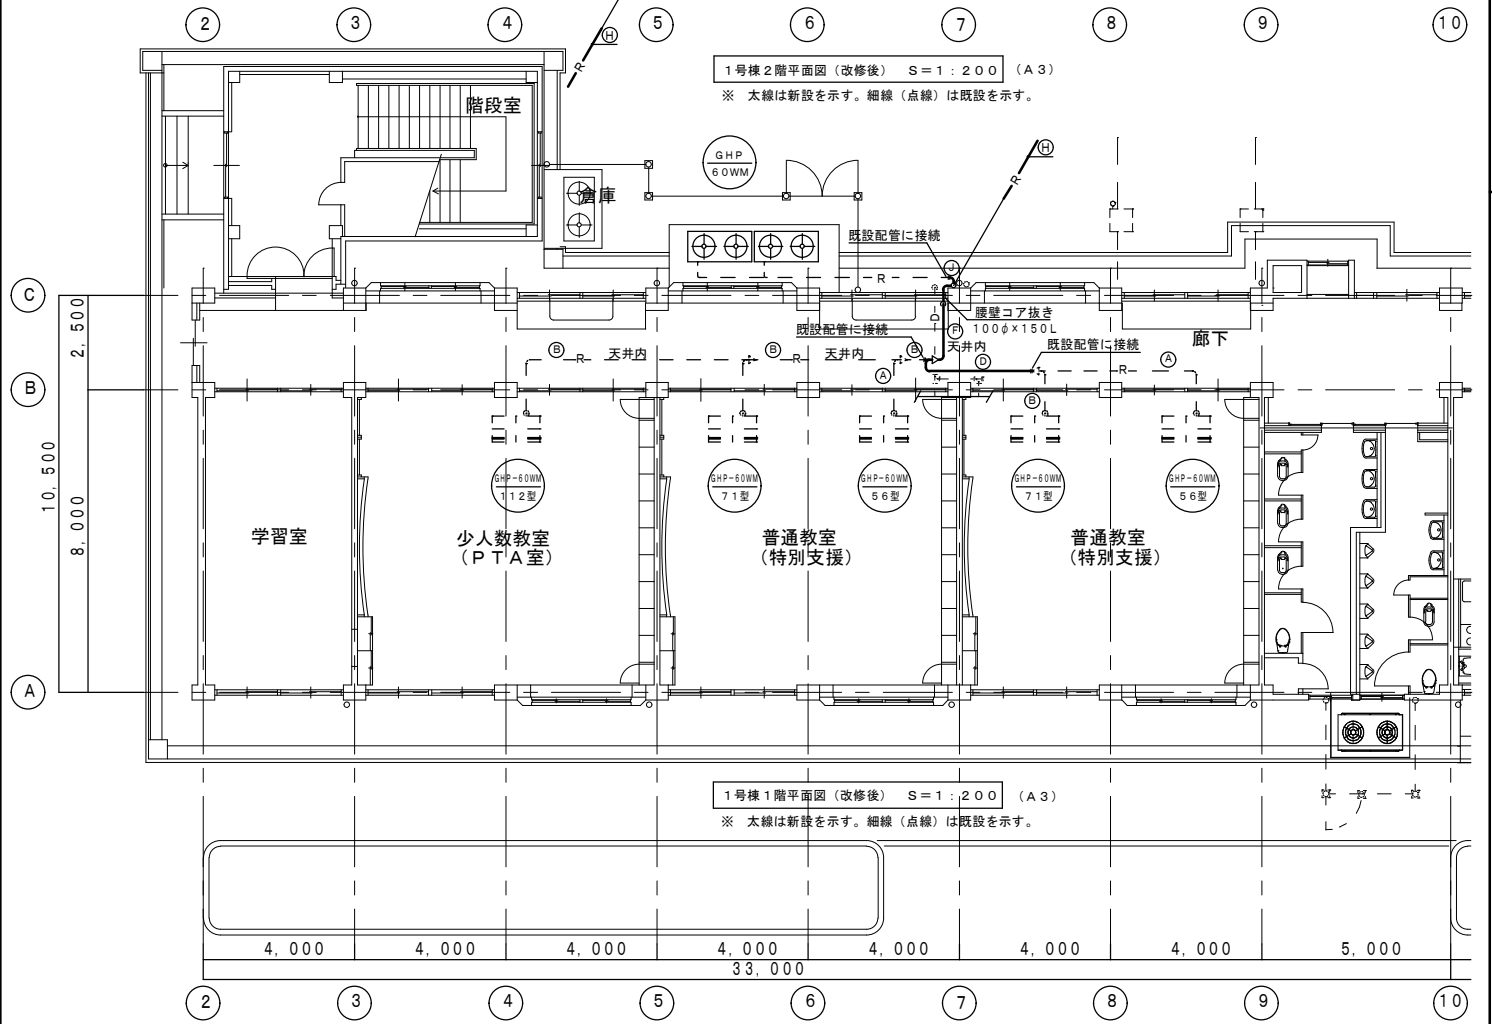 2 3 4 5 6 7 8 9 10
H
R
1号棟2階平面図(改修後) S=1:200 (A3)
※ 太線は新設を示す。細線(点線)は既設を示す。
階段室
GHP
60WM
H
R
倉庫
既設配管に接続
J
R
C
腰壁コア抜き
100φ×150L
D
既設配管に接続
F
廊下
2,500
B R 天井内 B R 天井内 B 天井内
既設配管に接続
D
A
R
A
B
B
10,500
8,000
GHP-60WM
112型
GHP-60WM
71型
GHP-60WM
56型
GHP-60WM
71型
GHP-60WM
56型
学習室
少人数教室
(PTA室)
普通教室
(特別支援)
普通教室
(特別支援)
A
1号棟1階平面図(改修後) S=1:200 (A3)
※ 太線は新設を示す。細線(点線)は既設を示す。
4,000 4,000 4,000 4,000 4,000 4,000 4,000 5,000
33,000
2 3 4 5 6 7 8 9 10